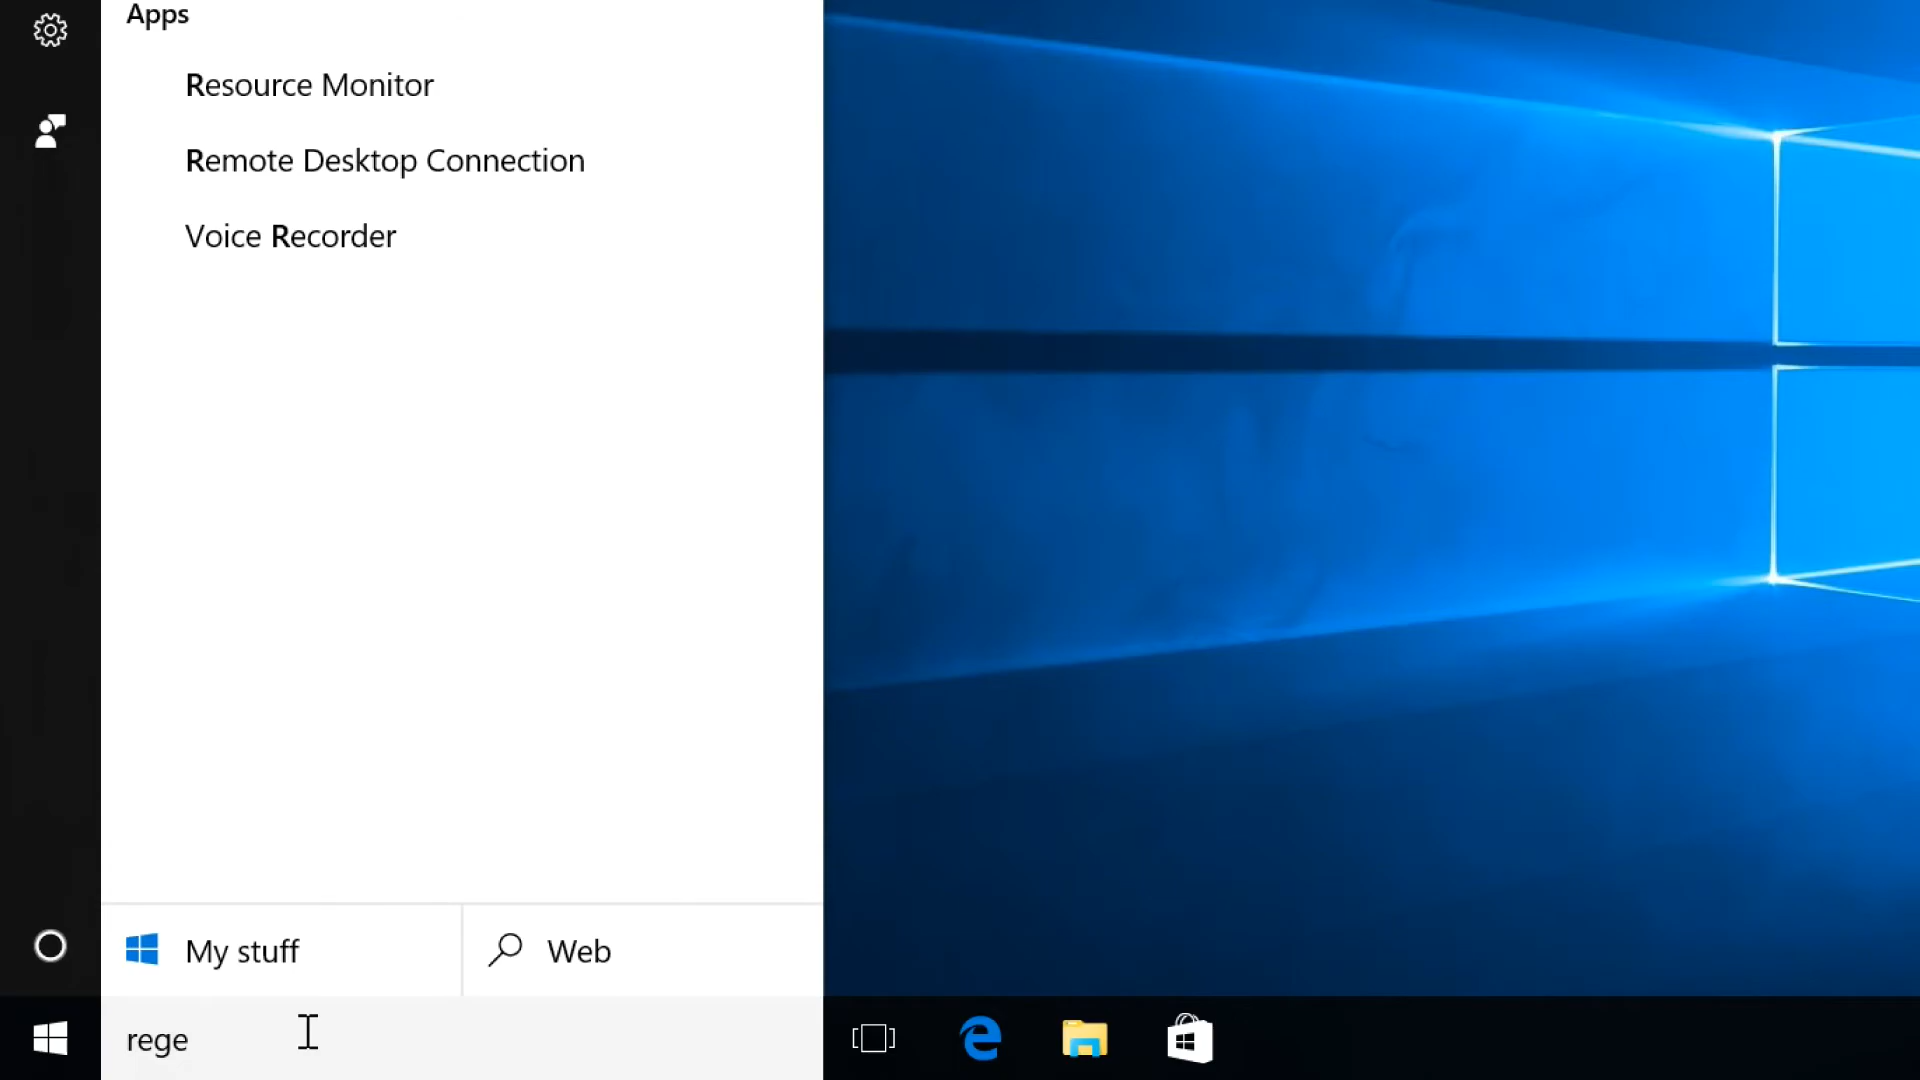 Apps
Resource Monitor
Remote Desktop Connection
Voice Recorder
My stuff
Web
rege